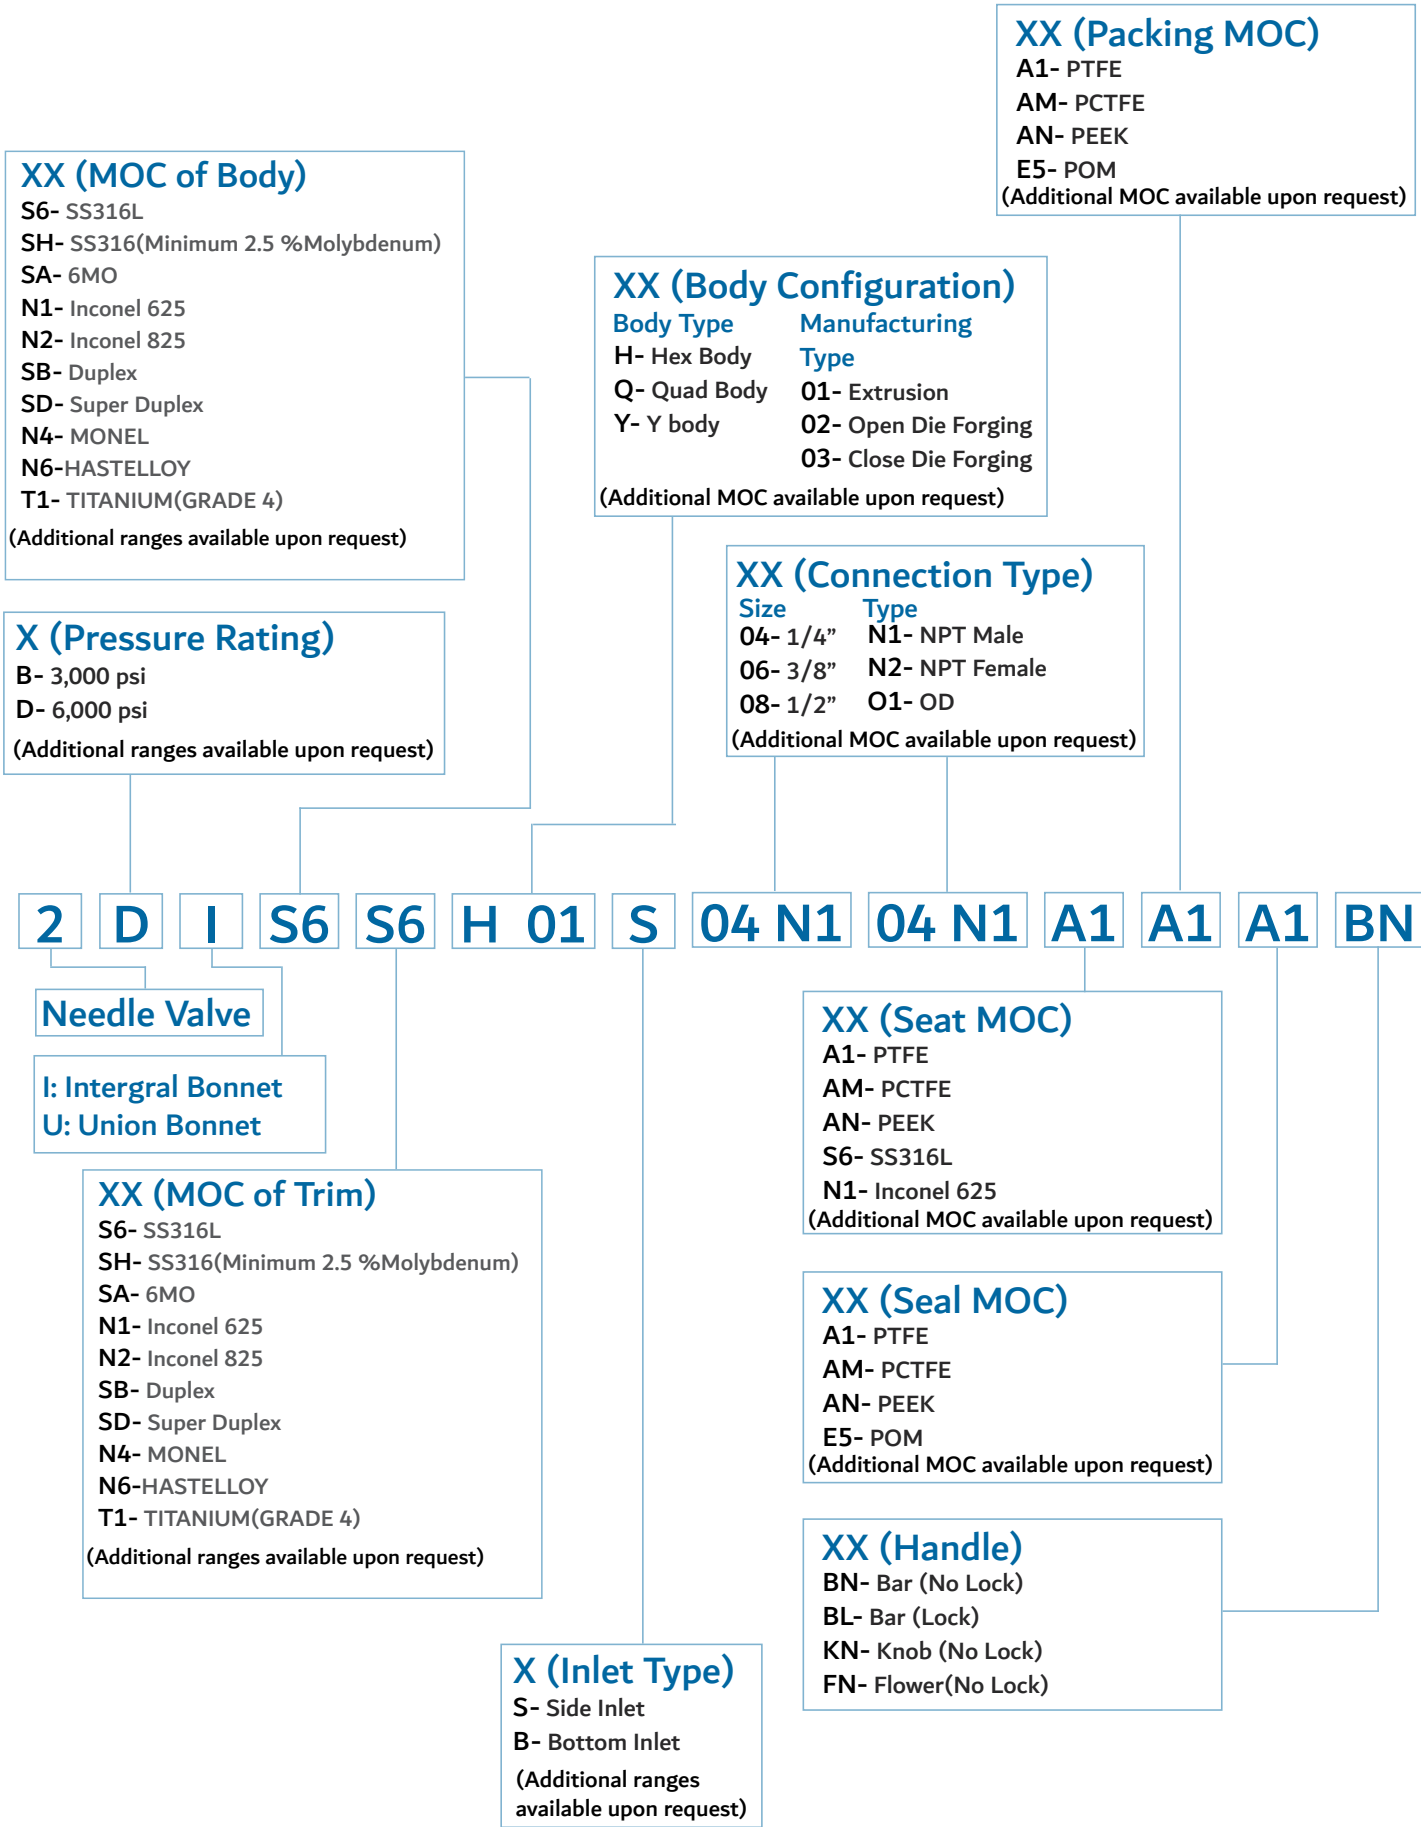 XX (Packing MOC)
A1- PTFE
AM- PCTFE
AN- PEEK
E5- POM
(Additional MOC available upon request)
XX (MOC of Body)
S6- SS316L
SH- SS316(Minimum 2.5 %Molybdenum)
SA- 6MO
N1- Inconel 625
N2- Inconel 825
SB- Duplex
SD- Super Duplex
N4- MONEL
N6-HASTELLOY
T1- TITANIUM(GRADE 4)
(Additional ranges available upon request)
XX (Body Configuration)
Body Type
H- Hex Body
Q- Quad Body
Y- Y body
Manufacturing
Type
01- Extrusion
02- Open Die Forging
03- Close Die Forging
(Additional MOC available upon request)
XX (Connection Type)
Size
04- 1/4”
06- 3/8”
08- 1/2”
Type
N1- NPT Male
N2- NPT Female
O1- OD
(Additional MOC available upon request)
X (Pressure Rating)
B- 3,000 psi
D- 6,000 psi
(Additional ranges available upon request)
2 D I S6 S6 H 01 S 04 N1 04 N1 A1 A1 A1 BN
Needle Valve
I: Intergral Bonnet
U: Union Bonnet
XX (MOC of Trim)
S6- SS316L
SH- SS316(Minimum 2.5 %Molybdenum)
SA- 6MO
N1- Inconel 625
N2- Inconel 825
SB- Duplex
SD- Super Duplex
N4- MONEL
N6-HASTELLOY
T1- TITANIUM(GRADE 4)
(Additional ranges available upon request)
XX (Seat MOC)
A1- PTFE
AM- PCTFE
AN- PEEK
S6- SS316L
N1- Inconel 625
(Additional MOC available upon request)
XX (Seal MOC)
A1- PTFE
AM- PCTFE
AN- PEEK
E5- POM
(Additional MOC available upon request)
XX (Handle)
BN- Bar (No Lock)
BL- Bar (Lock)
KN- Knob (No Lock)
FN- Flower(No Lock)
X (Inlet Type)
S- Side Inlet
B- Bottom Inlet
(Additional ranges
available upon request)